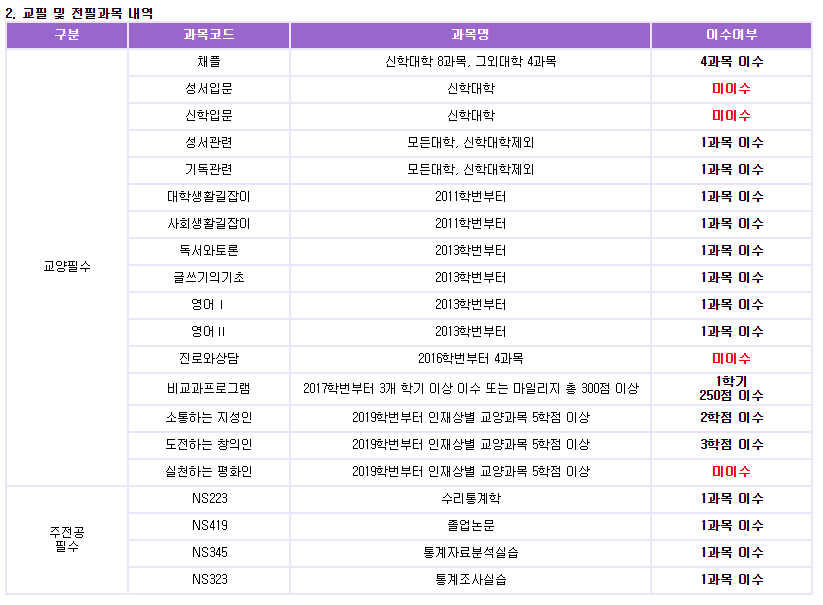 2. 교필 및 전필과목 내역
구분 과목코드 과목명 이수여부
채플 신학대학 8과목, 그외대학 4과목 4과목 이수
성서입문 신학대학 미이수
신학입문 신학대학 미이수
성서관련 모든대학, 신학대학제외 1과목 이수
기독관련 모든대학, 신학대학제외 1과목 이수
대학생활길잡이 2011학번부터 1과목 이수
사회생활길잡이 2011학번부터 1과목 이수
독서와토론 2013학번부터 1과목 이수
교양필수
글쓰기의기초 2013학번부터 1과목 이수
영어Ⅰ 2013학번부터 1과목 이수
영어Ⅱ 2013학번부터 1과목 이수
진로와상담 2016학번부터 4과목 미이수
비교과프로그램 2017학번부터 3개 학기 이상 이수 또는 마일리지 총 300점 이상 1학기
250점 이수
소통하는 지성인 2019학번부터 인재상별 교양과목 5학점 이상 2학점 이수
도전하는 창의인 2019학번부터 인재상별 교양과목 5학점 이상 3학점 이수
실천하는 평화인 2019학번부터 인재상별 교양과목 5학점 이상 미이수
NS223 수리통계학 1과목 이수
주전공
필수
NS419 졸업논문 1과목 이수
NS345 통계자료분석실습 1과목 이수
NS323 통계조사실습 1과목 이수